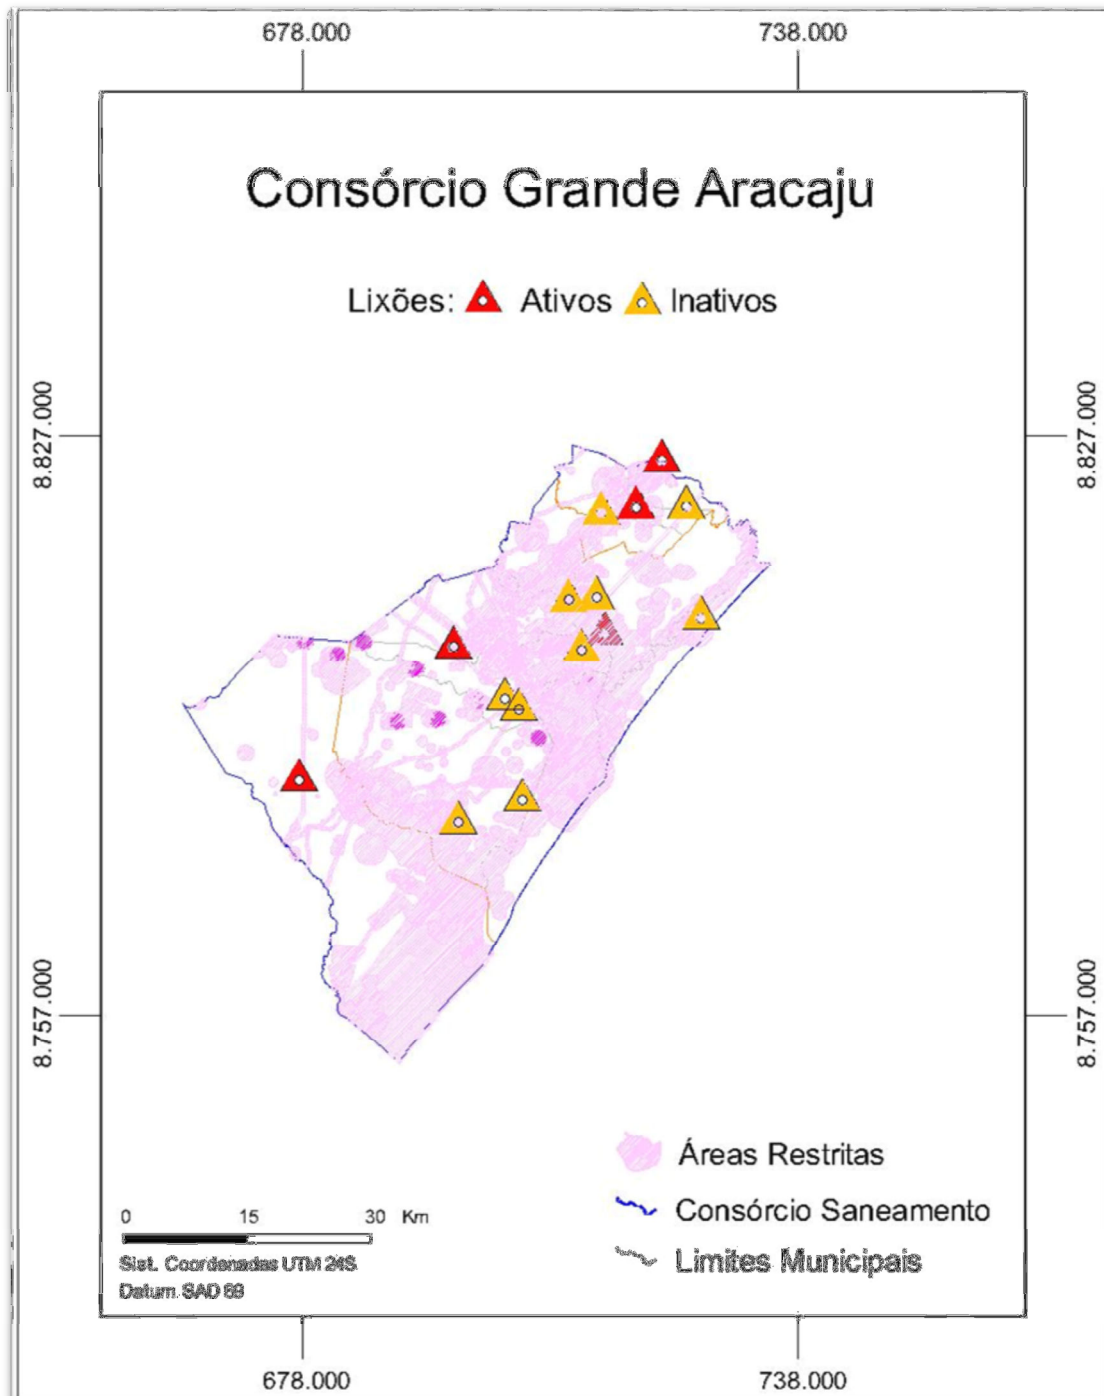 678.000 738.000
Consórcio Grande Aracaju
Lixões: Ativos Inativos
8.827.000 8.827.000
8.757.000 8.757.000
Áreas Restritas
Consórcio Saneamento
Limites Municipais
0 15 30 Km
Sist. Coordenadas UTM 24S
Datum SAD 69
678.000 738.000